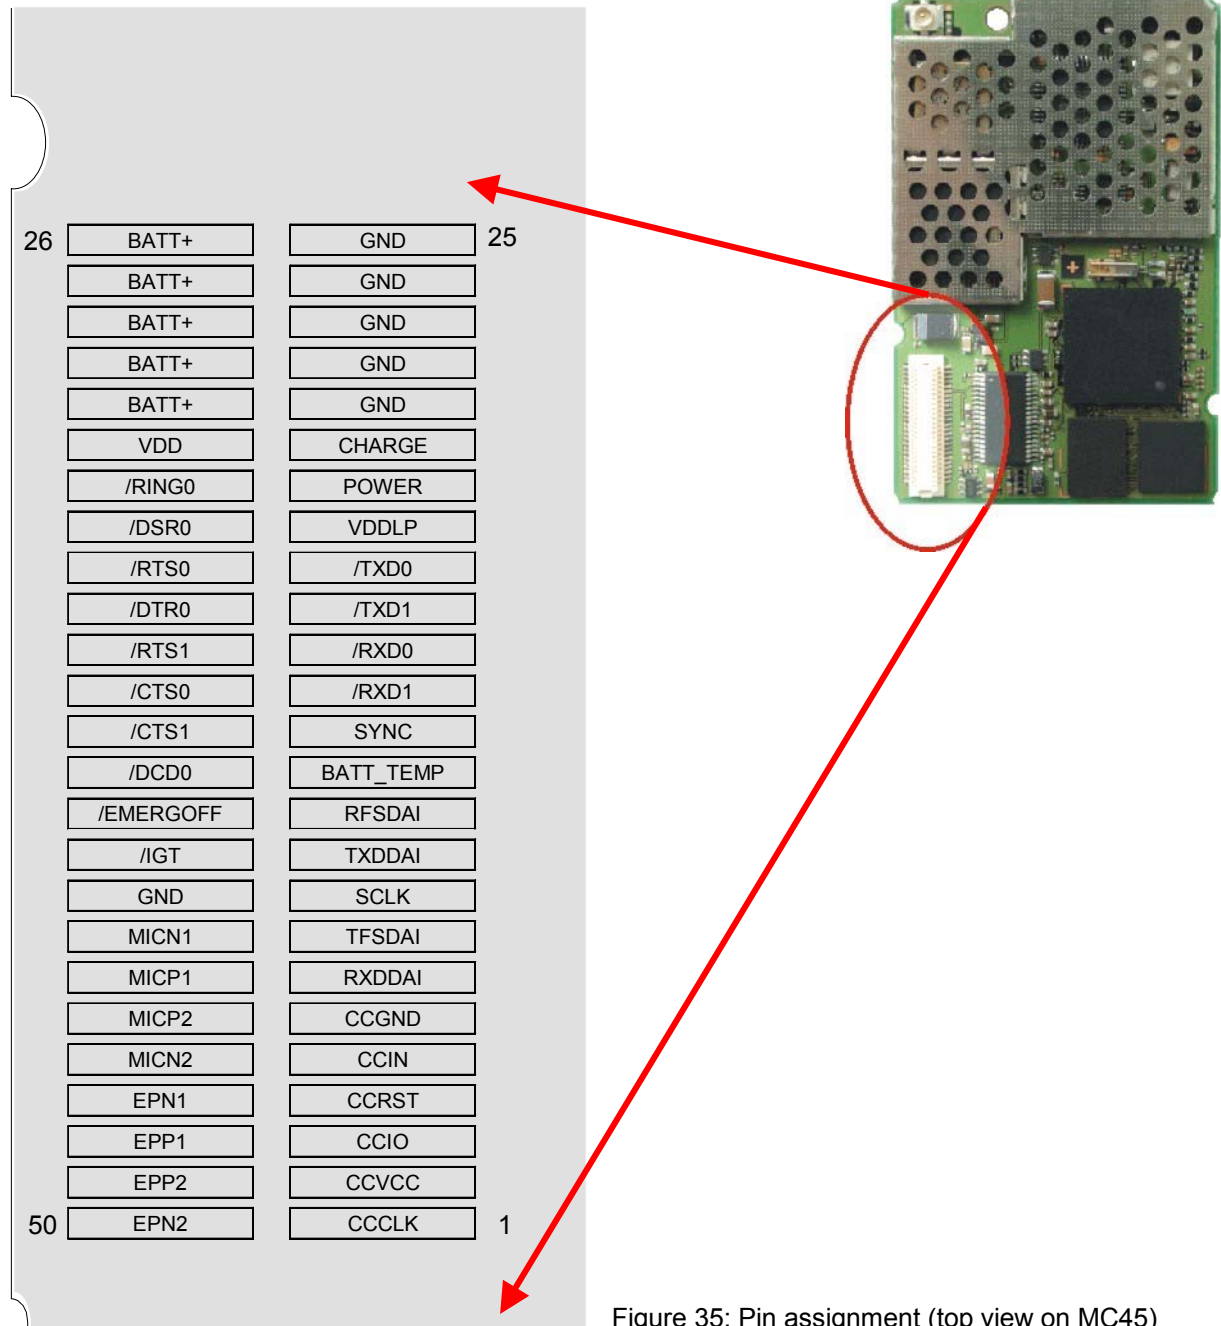 26 BATT+ GND 25
BATT+ GND
BATT+ GND
BATT+ GND
BATT+ GND
VDD CHARGE
/RING0 POWER
/DSR0 VDDLP
/RTS0 /TXD0
/DTR0 /TXD1
/RTS1 /RXD0
/CTS0 /RXD1
/CTS1 SYNC
/DCD0 BATT_TEMP
/EMERGOFF RFSDAI
/IGT TXDDAI
GND SCLK
MICN1 TFSDAI
MICP1 RXDDAI
MICP2 CCGND
MICN2 CCIN
EPN1 CCRST
EPP1 CCIO
EPP2 CCVCC
50 EPN2 CCCLK 1
Figure 35: Pin assignment (top view on MC45)